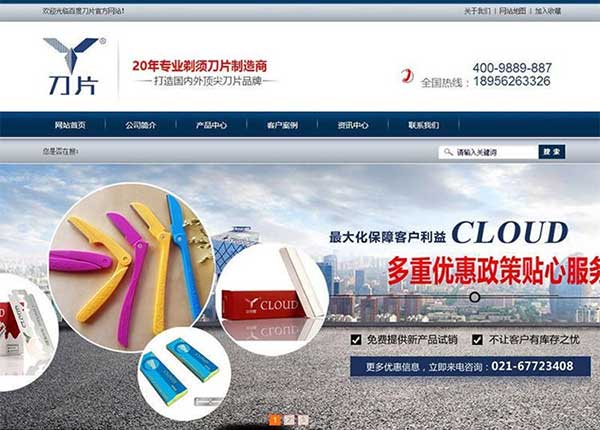 欢迎光临百度刀片官方网站!
关于我们 | 网站地图 | 加入收藏
刀片
®
20年专业剃须刀片制造商
打造国内外顶尖刀片品牌
全国热线:
400-9889-887
18956263326
网站首页 公司简介 产品中心 客户案例 资讯中心 联系我们
您是否在搜:
请输入关键词 搜索
最大化保障客户利益 CLOUD
多重优惠政策贴心服务
CLOUD
免费提供新产品试销 不让客户有库存之忧
更多优惠信息,立即来电咨询:021-67723408
1 2 3